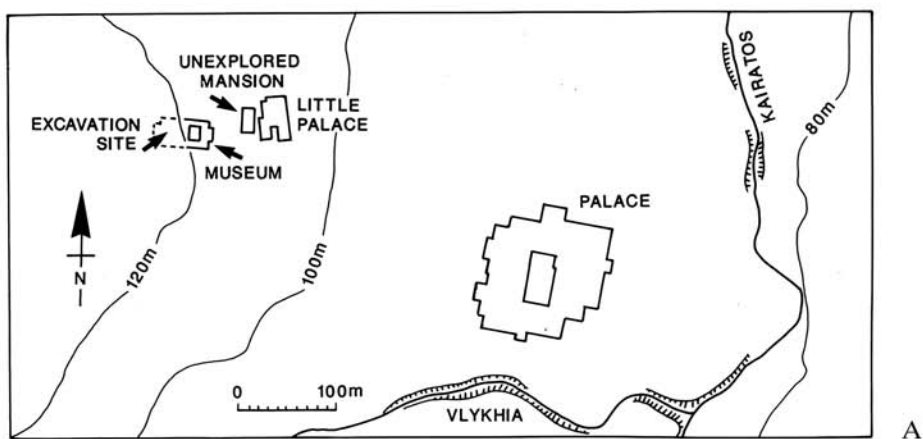 UNEXPLORED
MANSION
LITTLE
PALACE
EXCAVATION
SITE
MUSEUM
KAIRATOS
80m
PALACE
120m
100m
N
0 100m
VLYKHIA
A